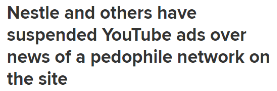 Nestle and others have
suspended YouTube ads over
news of a pedophile network on
the site